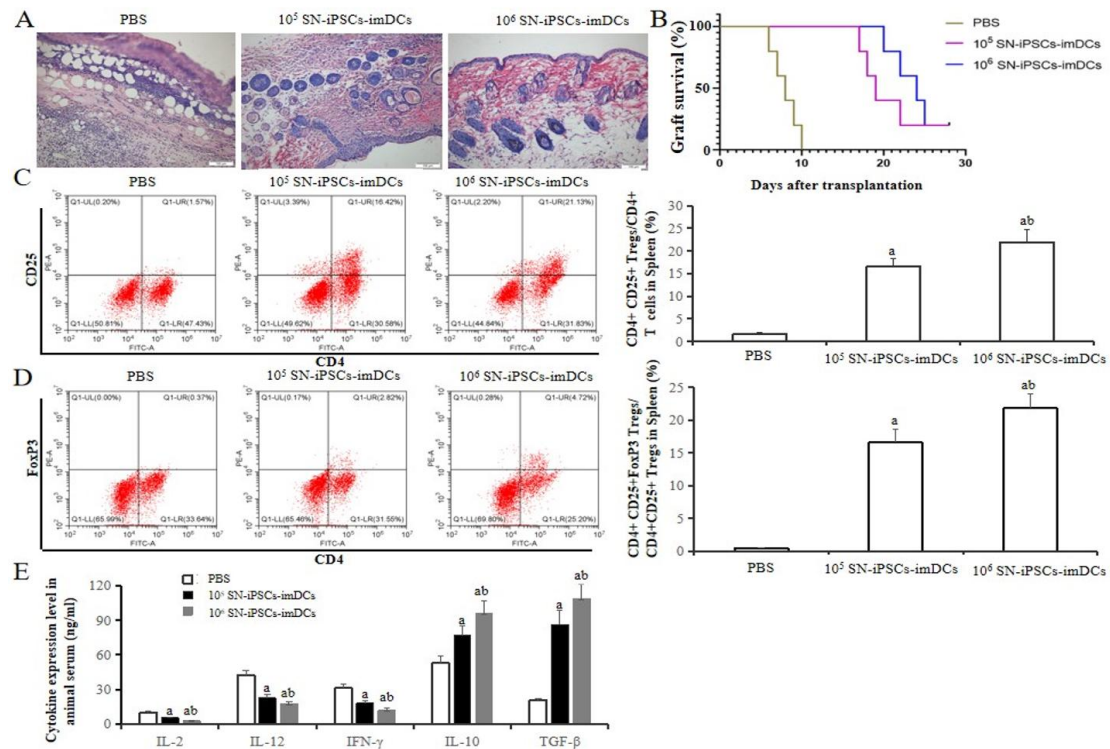 A
PBS
10⁵ SN-iPSCs-imDCs
10⁶ SN-iPSCs-imDCs
B
Graft survival (%)
100
50
0
0
10
20
30
Days after transplantation
PBS
10⁵ SN-iPSCs-imDCs
10⁶ SN-iPSCs-imDCs
C
PBS
10⁵ SN-iPSCs-imDCs
10⁶ SN-iPSCs-imDCs
CD25
PE-A
Q1-UL(0.20%)
Q1-UR(1.57%)
Q1-LL(50.81%)
Q1-LR(47.43%)
FITC-A
PE-A
Q1-UL(3.39%)
Q1-UR(16.42%)
Q1-LL(49.62%)
Q1-LR(30.58%)
FITC-A
PE-A
Q1-UL(2.20%)
Q1-UR(21.13%)
Q1-LL(44.84%)
Q1-LR(31.83%)
FITC-A
CD4
CD4+ CD25+ Tregs/CD4+
T cells in Spleen (%)
30
25
20
15
10
5
0
a
ab
PBS
10⁵ SN-iPSCs-imDCs
10⁶ SN-iPSCs-imDCs
D
PBS
10⁵ SN-iPSCs-imDCs
10⁶ SN-iPSCs-imDCs
FoxP3
PE-A
Q1-UL(0.00%)
Q1-UR(0.37%)
Q1-LL(65.99%)
Q1-LR(33.64%)
FITC-A
PE-A
Q1-UL(0.17%)
Q1-UR(2.82%)
Q1-LL(65.46%)
Q1-LR(31.55%)
FITC-A
PE-A
Q1-UL(0.28%)
Q1-UR(4.72%)
Q1-LL(69.80%)
Q1-LR(25.20%)
FITC-A
CD4
CD4+ CD25+FoxP3 Tregs/
CD4+CD25+ Tregs in Spleen (%)
25
20
15
10
5
0
a
ab
PBS
10⁵ SN-iPSCs-imDCs
10⁶ SN-iPSCs-imDCs
E
Cytokine expression level in
animal serum (ng/ml)
120
90
60
30
0
PBS
10⁵ SN-iPSCs-imDCs
10⁶ SN-iPSCs-imDCs
a
ab
a
ab
a
ab
a
ab
a
ab
IL-2
IL-12
IFN-γ
IL-10
TGF-β